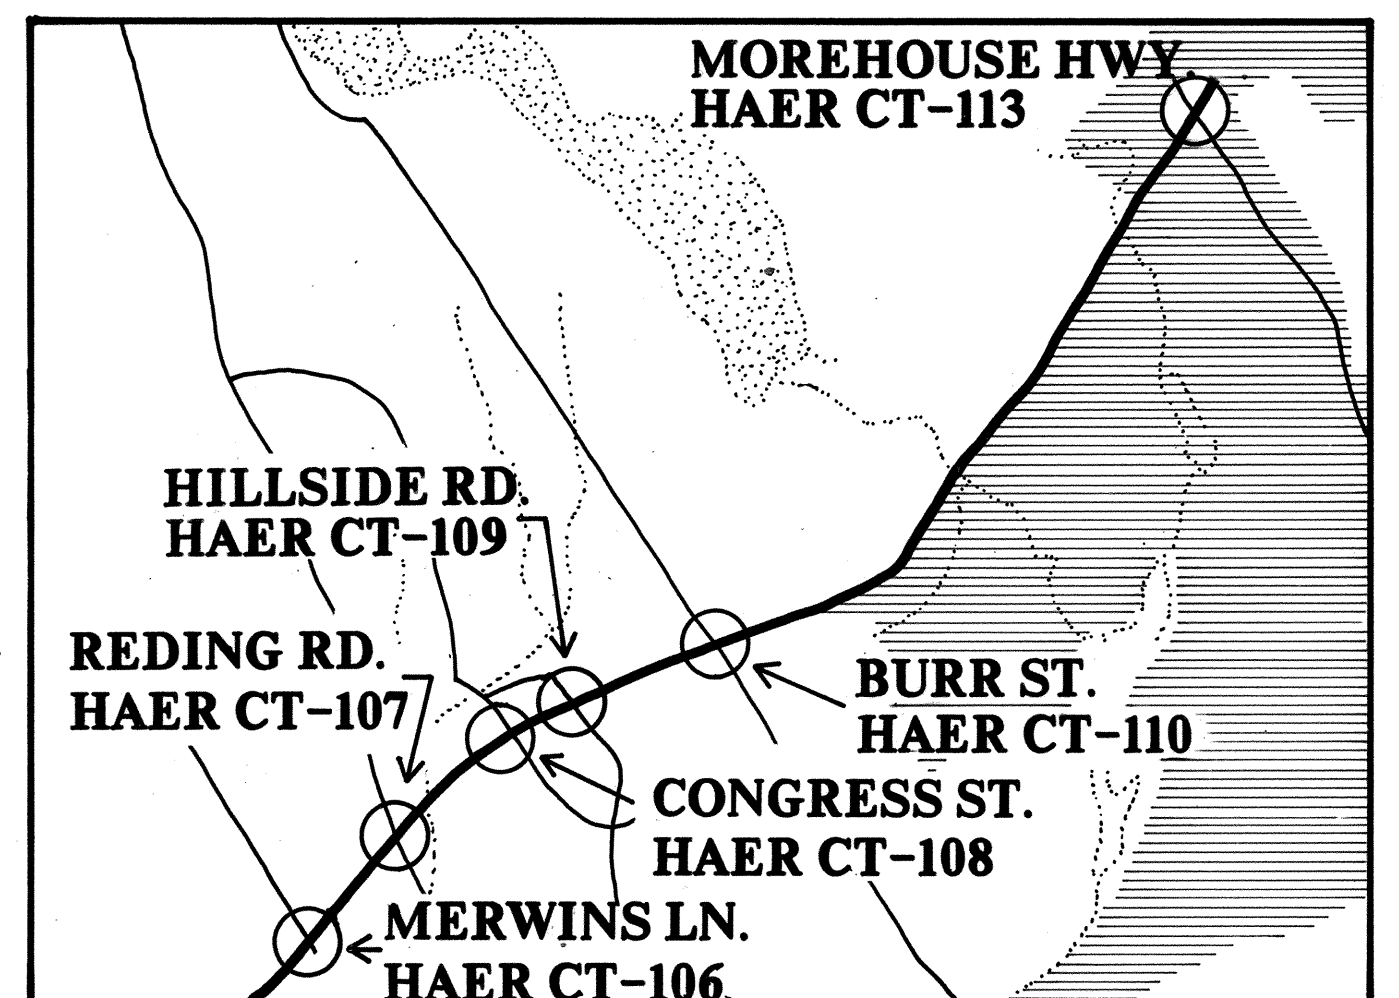 MOREHOUSE HWY.
HAER CT-113
HILLSIDE RD.
HAER CT-109
REDING RD.
HAER CT-107
BURR ST.
HAER CT-110
CONGRESS ST.
HAER CT-108
MERWINS LN.
HAER CT-106